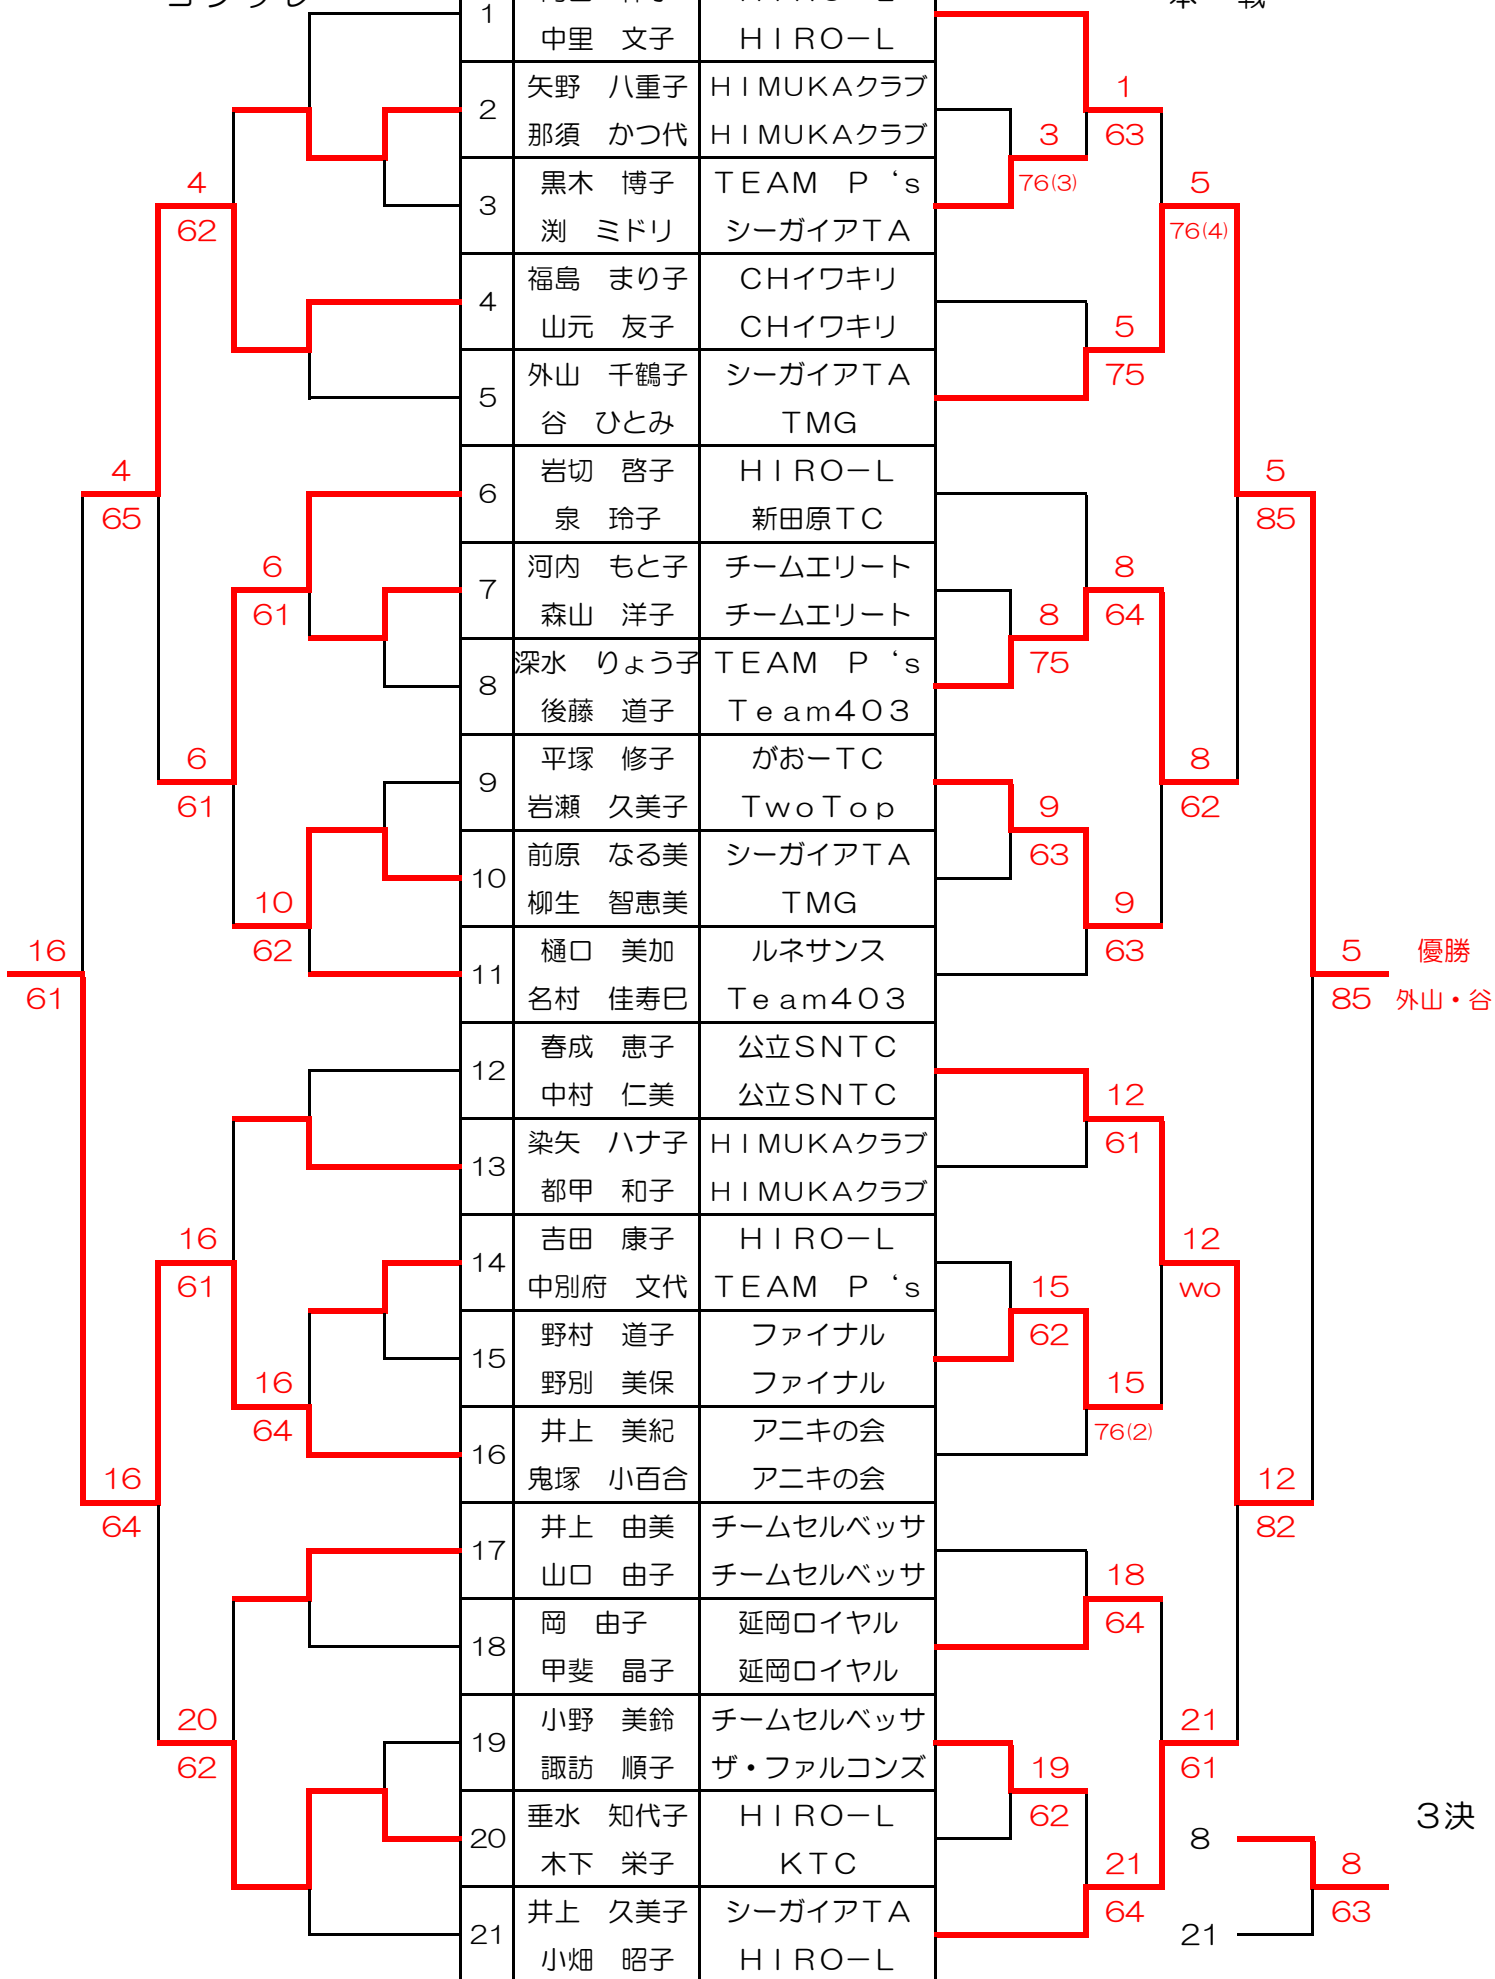 コンソレ
本　戦
1
中里　文子　HIRO－L
2
矢野　八重子　HIMUKAクラブ
那須　かつ代　HIMUKAクラブ
3
黒木　博子　TEAM　P‘s
渕　ミドリ　シーガイアTA
4
福島　まり子　CHイワキリ
山元　友子　CHイワキリ
5
外山　千鶴子　シーガイアTA
谷　ひとみ　TMG
6
岩切　啓子　HIRO－L
泉　玲子　新田原TC
7
河内　もと子　チームエリート
森山　洋子　チームエリート
8
深水　りょう子　TEAM　P‘s
後藤　道子　Team403
9
平塚　修子　がおーTC
岩瀬　久美子　TwoTop
10
前原　なる美　シーガイアTA
柳生　智恵美　TMG
11
樋口　美加　ルネサンス
名村　佳寿巳　Team403
12
春成　恵子　公立SNTC
中村　仁美　公立SNTC
13
染矢　ハナ子　HIMUKAクラブ
都甲　和子　HIMUKAクラブ
14
吉田　康子　HIRO－L
中別府　文代　TEAM　P‘s
15
野村　道子　ファイナル
野別　美保　ファイナル
16
井上　美紀　アニキの会
鬼塚　小百合　アニキの会
17
井上　由美　チームセルベッサ
山口　由子　チームセルベッサ
18
岡　由子　延岡ロイヤル
甲斐　晶子　延岡ロイヤル
19
小野　美鈴　チームセルベッサ
諏訪　順子　ザ・ファルコンズ
20
垂水　知代子　HIRO－L
木下　栄子　KTC
21
井上　久美子　シーガイアTA
小畑　昭子　HIRO－L
4
62
4
65
6
61
6
61
10
62
16
61
16
61
16
64
16
64
20
62
1
63
3
76(3)
5
76(4)
5
75
5
85
8
64
8
75
8
62
9
63
9
63
5　優勝
85　外山・谷
12
61
12
wo
15
62
15
76(2)
12
82
18
64
21
61
19
62
21
64
3決
8
8
63
21